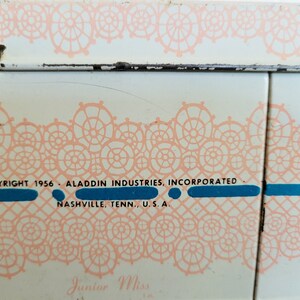 YRIGHT 1956 - ALADDIN INDUSTRIES, INCORPORATED
NASHVILLE, TENN., U.S.A.
Junior Miss